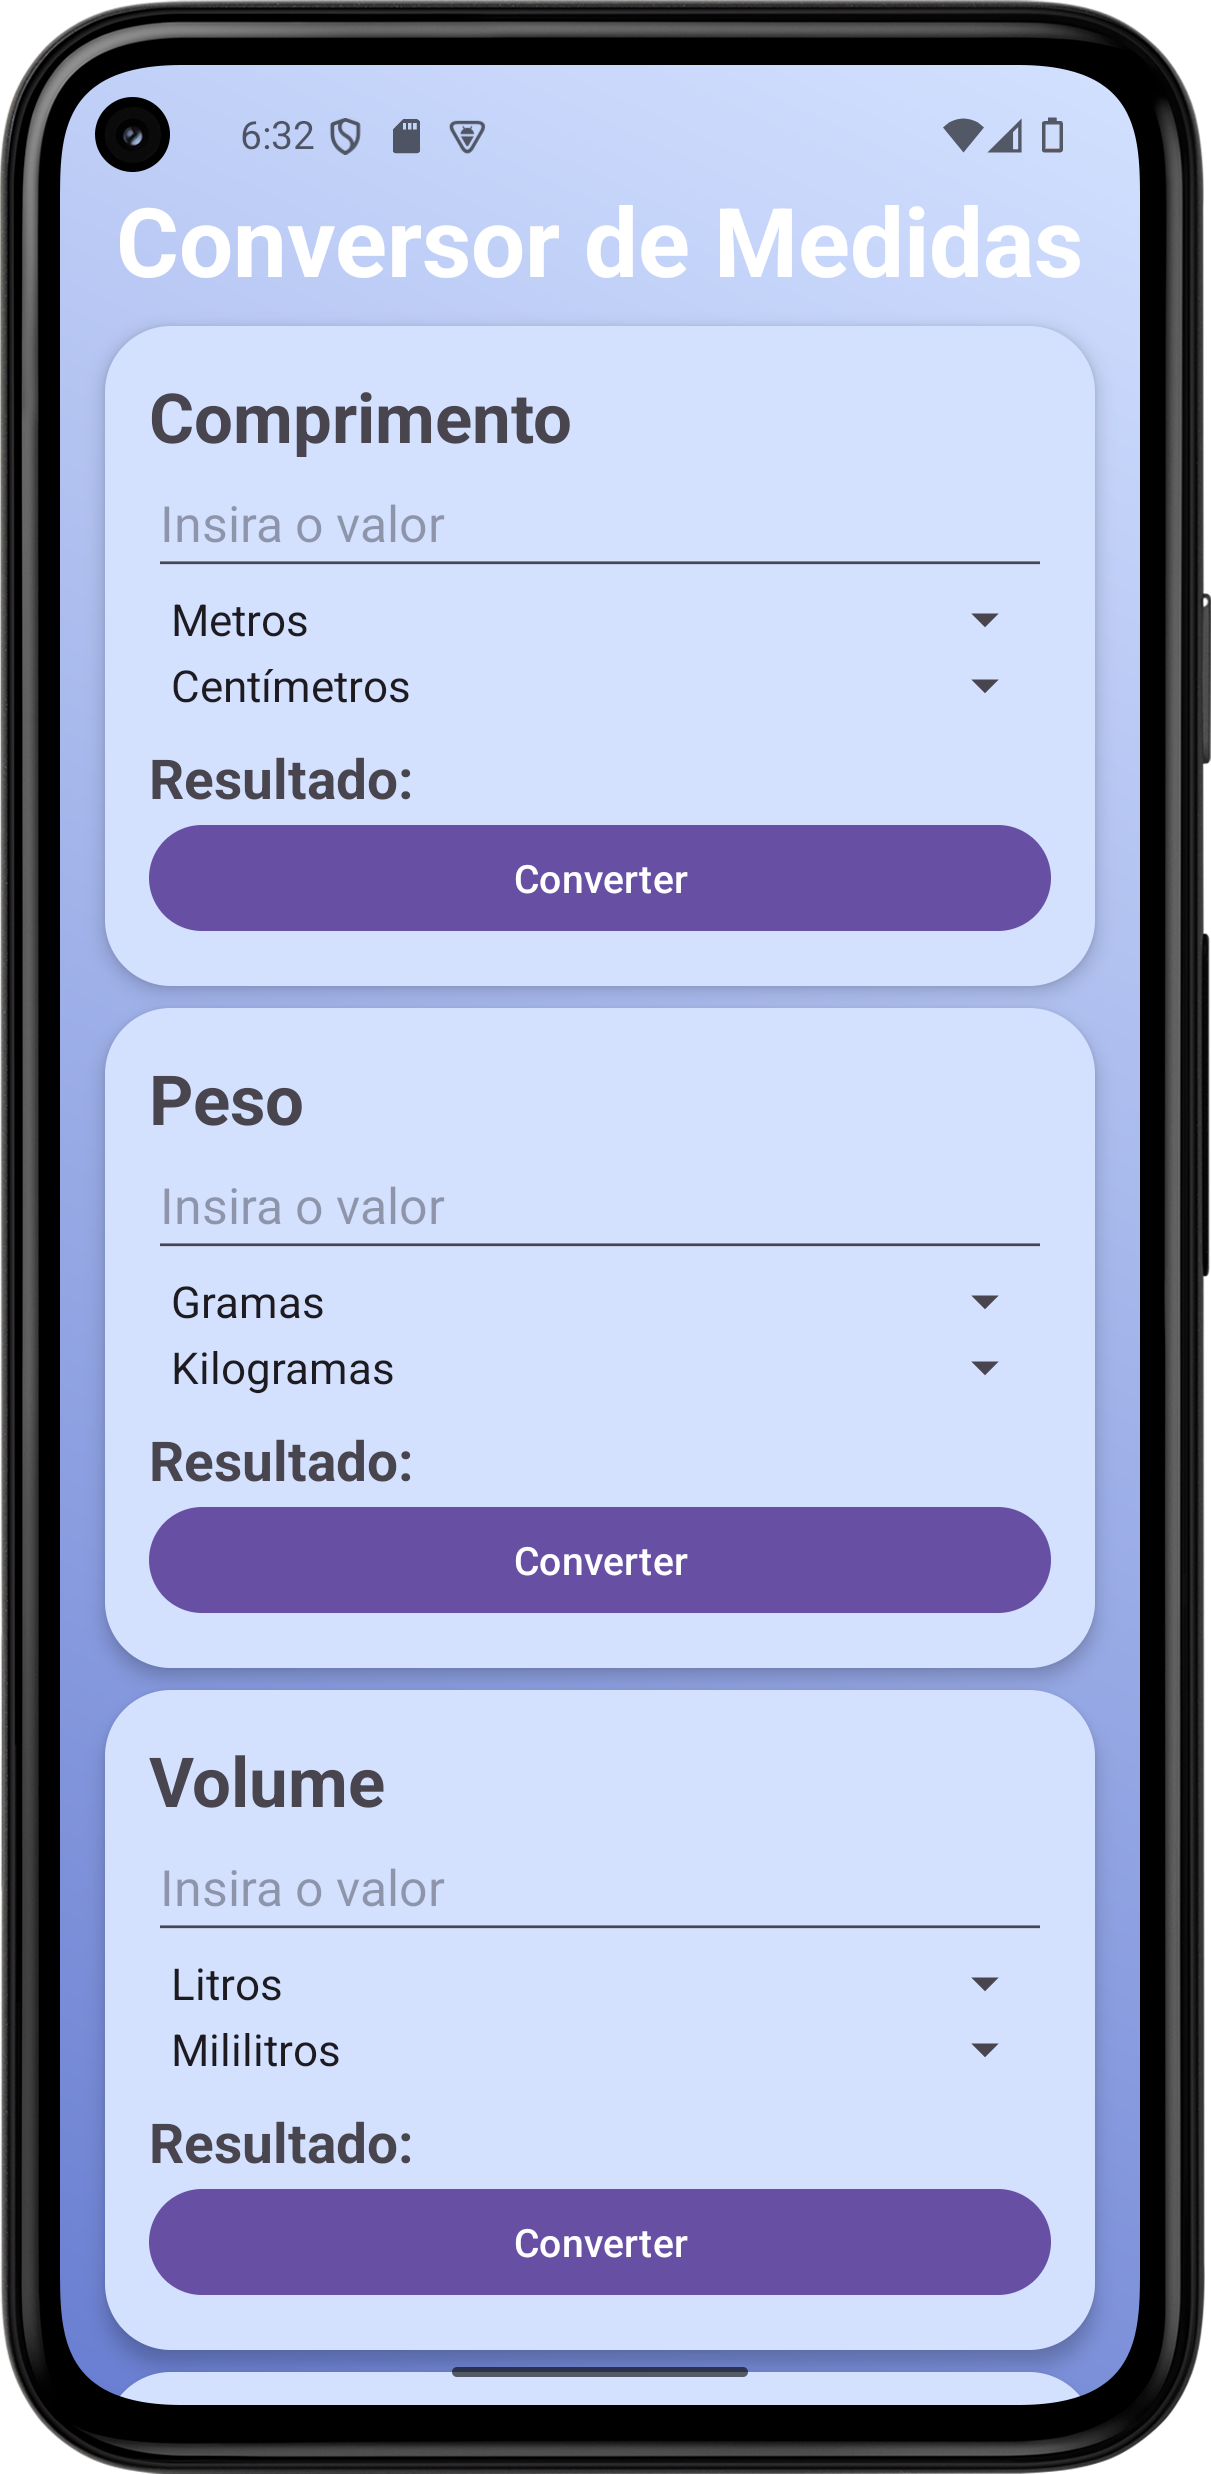 6:32
Conversor de Medidas
Comprimento
Insira o valor
Metros
Centímetros
Resultado:
Converter
Peso
Insira o valor
Gramas
Kilogramas
Resultado:
Converter
Volume
Insira o valor
Litros
Mililitros
Resultado:
Converter